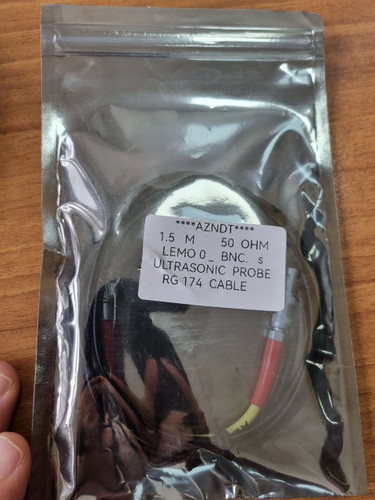 ****AZNDT****
1.5 M 50 OHM
LEMO 0_ BNC. s
ULTRASONIC PROBE
RG 174 CABLE